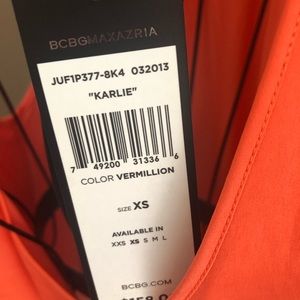 BCBGMAXAZRIA
JUF1P377-8K4 032013
"KARLIE"
7 49200 31336 6
COLOR VERMILLION
SIZE XS
AVAILABLE IN
XXS XS S M L
BCBG.COM